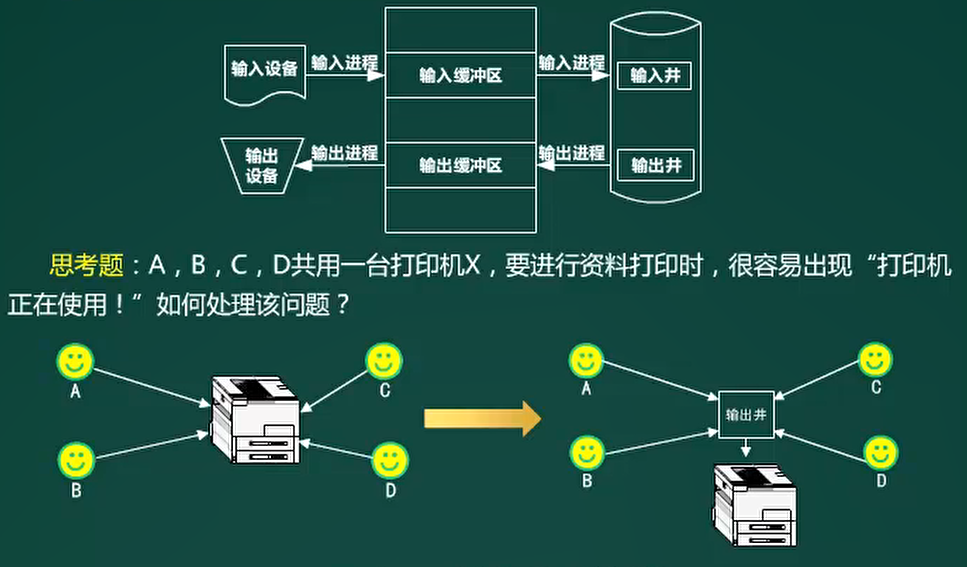 输入设备
输入进程
输入缓冲区
输入进程
输入井
输出
设备
输出进程
输出缓冲区
输出进程
输出井
思考题：A，B，C，D共用一台打印机X，要进行资料打印时，很容易出现“打印机
正在使用！”如何处理该问题？
A
C
B
D
A
C
输出井
B
D